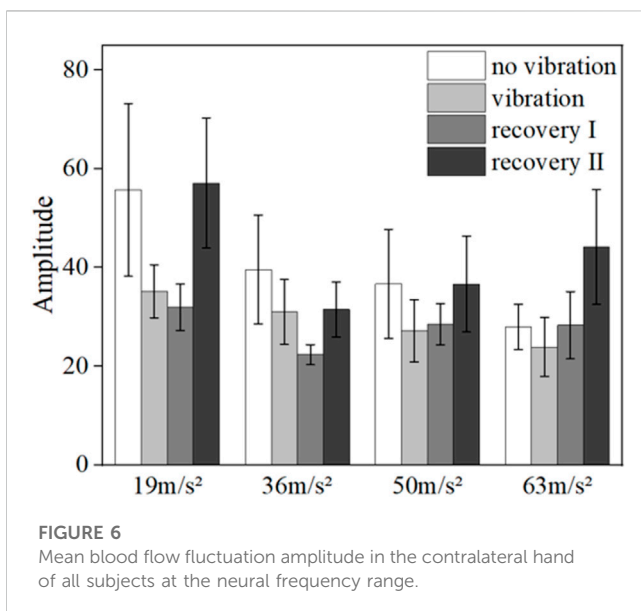 80
60
40
20
0
Amplitude
no vibration
vibration
recovery I
recovery II
19m/s²
36m/s²
50m/s²
63m/s²
FIGURE 6
Mean blood flow fluctuation amplitude in the contralateral hand
of all subjects at the neural frequency range.